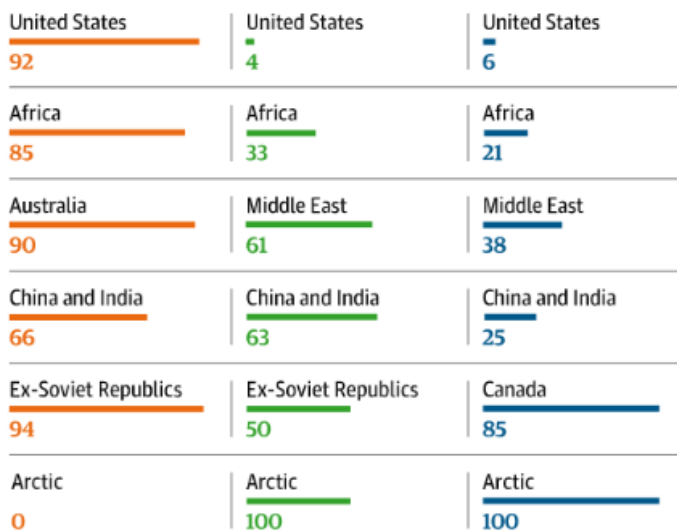 United States United States United States
92 4 6
Africa Africa Africa
85 33 21
Australia Middle East Middle East
90 61 38
China and India China and India China and India
66 63 25
Ex-Soviet Republics Ex-Soviet Republics Canada
94 50 85
Arctic Arctic Arctic
0 100 100